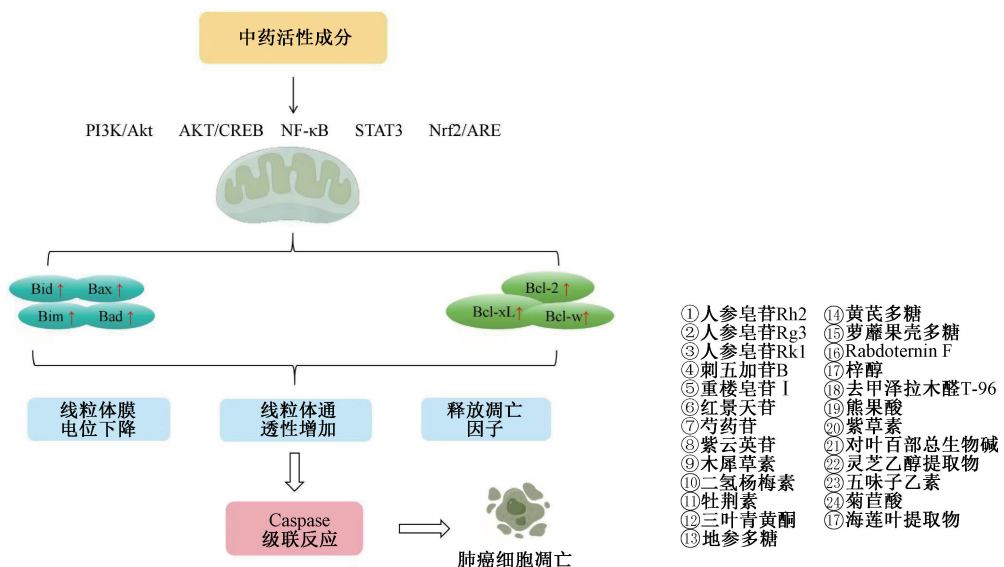 中药活性成分
PI3K/Akt AKT/CREB NF-κB STAT3 Nrf2/ARE
Bid↑ Bax↑
Bim↑ Bad↑
Bcl-2↑
Bcl-xL↑ Bcl-w↑
线粒体膜
电位下降
线粒体通
透性增加
释放凋亡
因子
Caspase
级联反应
肺癌细胞凋亡
①人参皂苷Rh2
②人参皂苷Rg3
③人参皂苷Rk1
④刺五加苷B
⑤重楼皂苷Ⅰ
⑥红景天苷
⑦芍药苷
⑧紫云英苷
⑨木犀草素
⑩二氢杨梅素
⑪牡荆素
⑫三叶青黄酮
⑬地参多糖
⑭黄芪多糖
⑮萝藦果壳多糖
⑯Rabdoternin F
⑰梓醇
⑱去甲泽拉木醛T-96
⑲熊果酸
⑳紫草素
㉑对叶百部总生物碱
㉒灵芝乙醇提取物
㉓五味子乙素
㉔菊苣酸
⑰海莲叶提取物